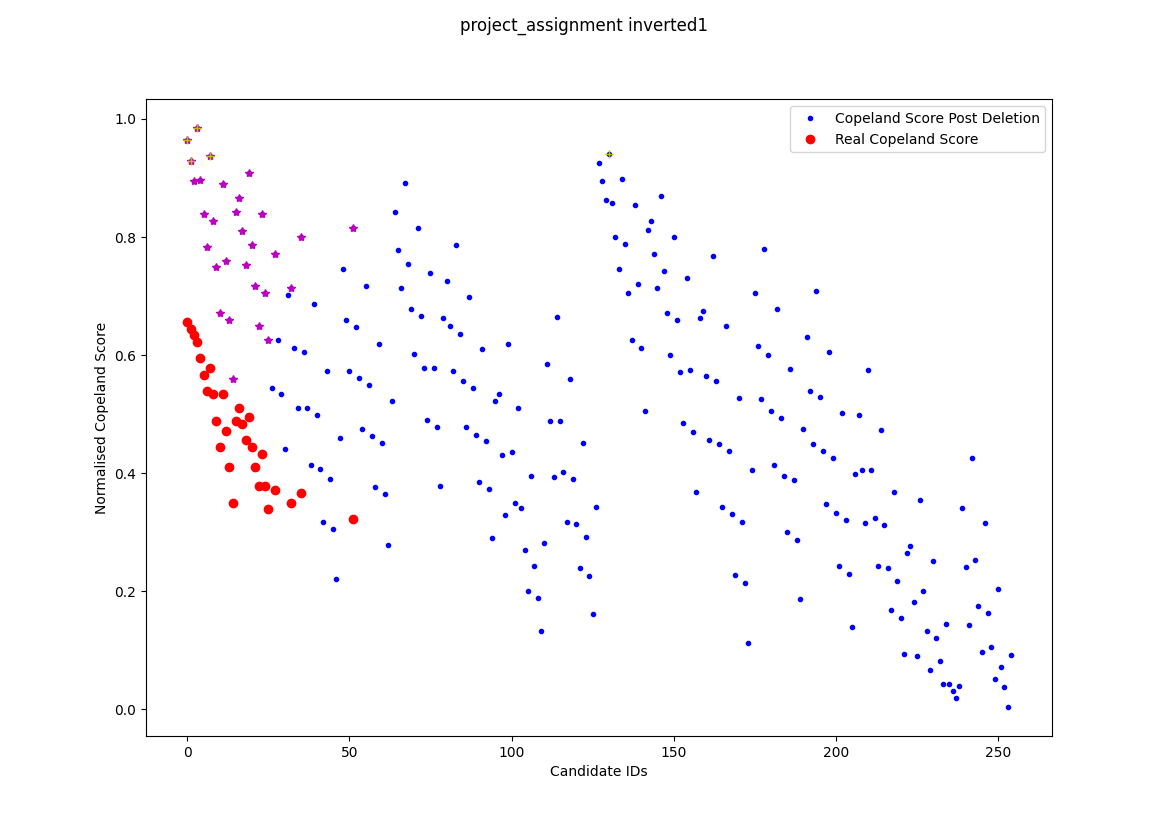 project_assignment inverted1
Copeland Score Post Deletion
Real Copeland Score
Normalised Copeland Score
1.0
0.8
0.6
0.4
0.2
0.0
0 50 100 150 200 250
Candidate IDs